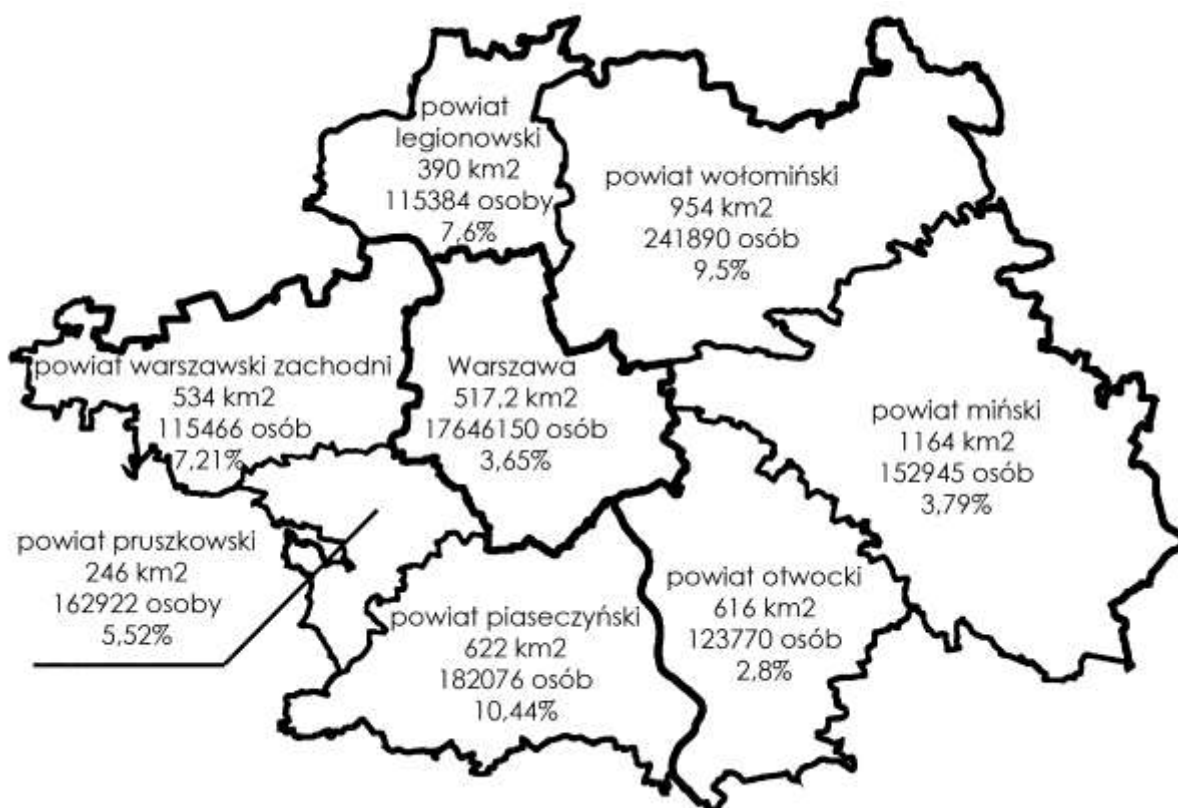 powiat
legionowski
390 km2
115384 osoby
7,6%
powiat wołomiński
954 km2
241890 osób
9,5%
powiat warszawski zachodni
534 km2
115466 osób
7,21%
Warszawa
517,2 km2
17646150 osób
3,65%
powiat miński
1164 km2
152945 osób
3,79%
powiat pruszkowski
246 km2
162922 osoby
5,52%
powiat piaseczyński
622 km2
182076 osób
10,44%
powiat otwocki
616 km2
123770 osób
2,8%